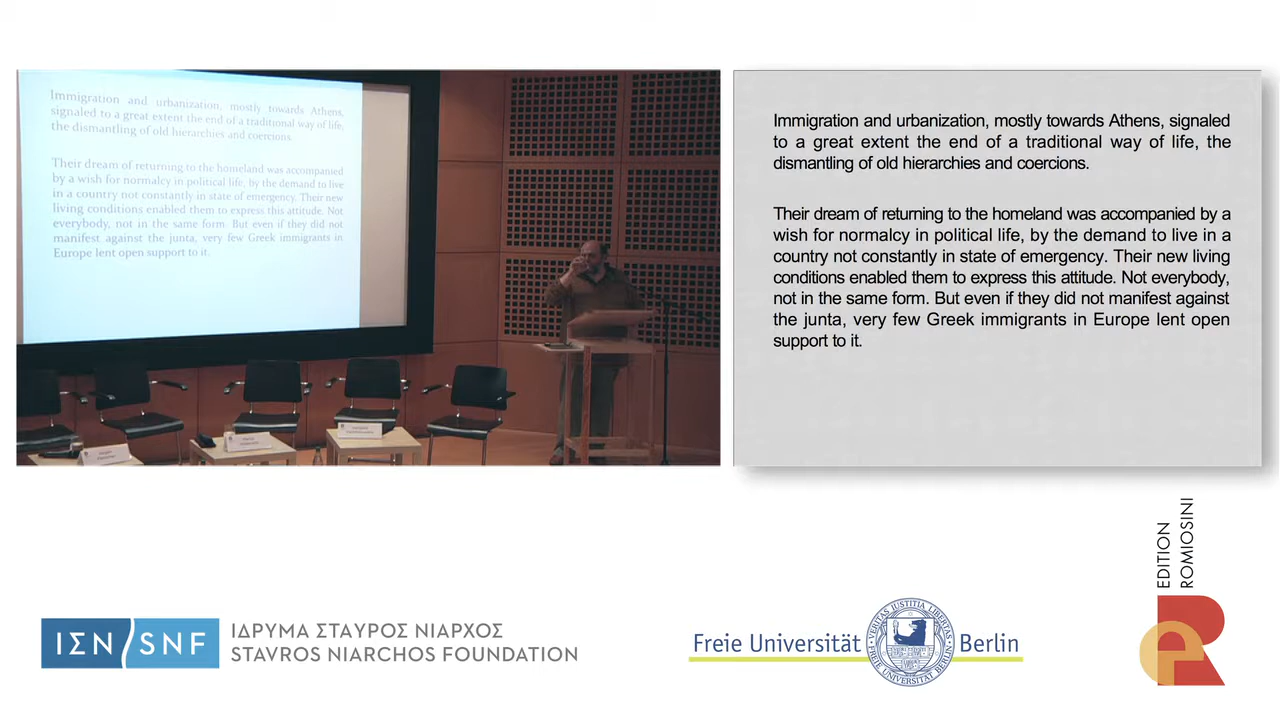 Immigration and urbanization, mostly towards Athens,
signaled to a great extent the end of a traditional way of life,
the dismantling of old hierarchies and coercions.
Their dream of returning to the homeland was accompanied
by a wish for normalcy in political life, by the demand to live
in a country not constantly in state of emergency. Their new
living conditions enabled them to express this attitude. Not
everybody, not in the same form. But even if they did not
manifest against the junta, very few Greek immigrants in
Europe lent open support to it.
Immigration and urbanization, mostly towards Athens, signaled
to a great extent the end of a traditional way of life, the
dismantling of old hierarchies and coercions.
Their dream of returning to the homeland was accompanied by a
wish for normalcy in political life, by the demand to live in a
country not constantly in state of emergency. Their new living
conditions enabled them to express this attitude. Not everybody,
not in the same form. But even if they did not manifest against
the junta, very few Greek immigrants in Europe lent open
support to it.
ΙΣΝ/SNF
ΙΔΡΥΜΑ ΣΤΑΥΡΟΣ ΝΙΑΡΧΟΣ
STAVROS NIARCHOS FOUNDATION
Freie Universität Berlin
VERITAS IUSTITIA LIBERTAS
FREIE UNIVERSITÄT BERLIN
EDITION
ROMIOSINI
eR